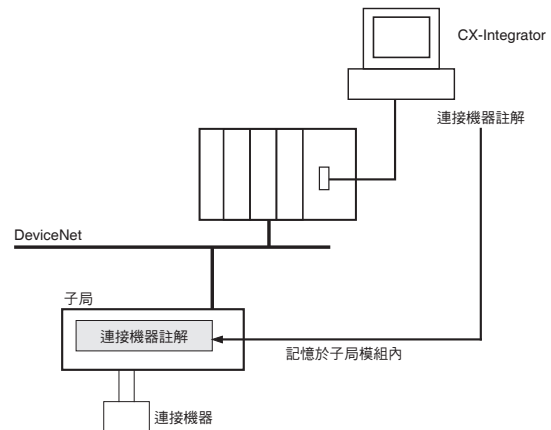 CX-Integrator
連接機器註解
DeviceNet
子局
連接機器註解
記憶於子局模組內
連接機器